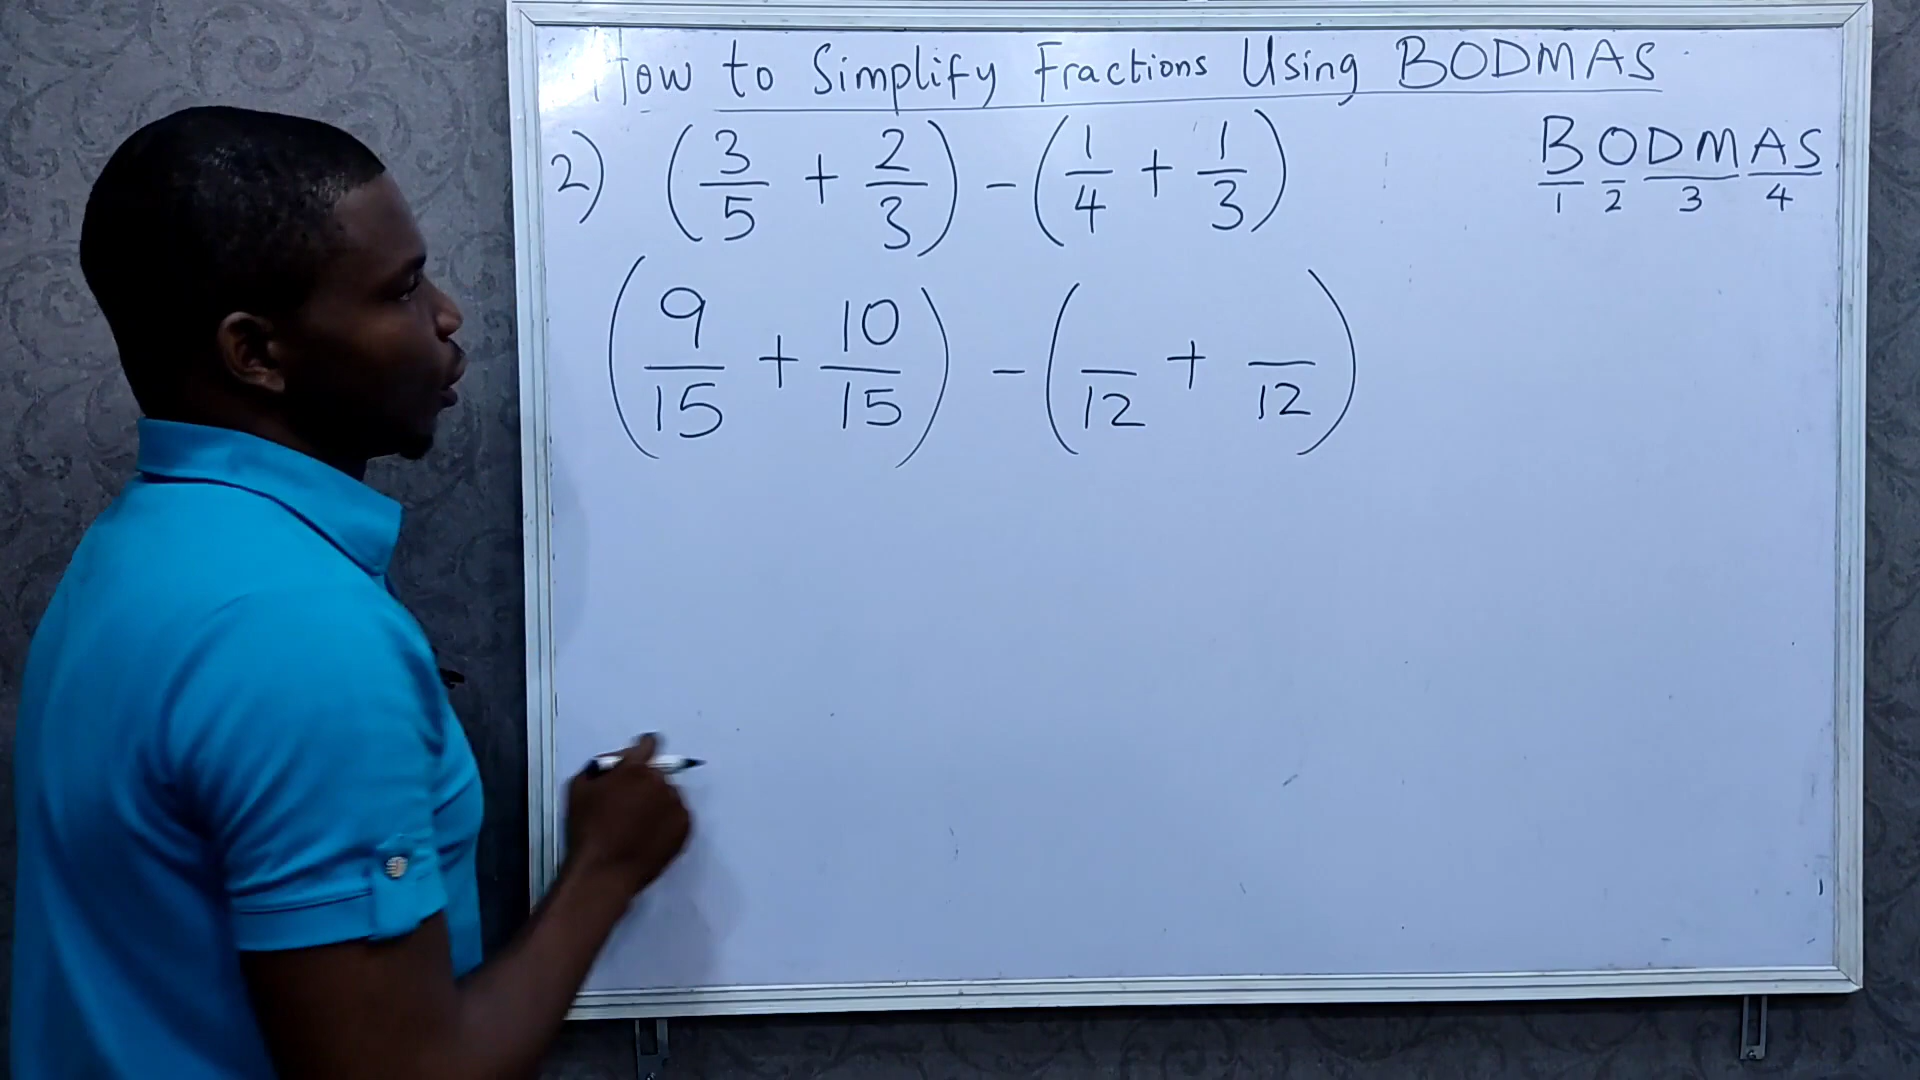 How to Simplify Fractions Using BODMAS
2) (3/5 + 2/3) - (1/4 + 1/3)
BODMAS
1 2 3 4
(9/15 + 10/15) - ( /12 + /12)